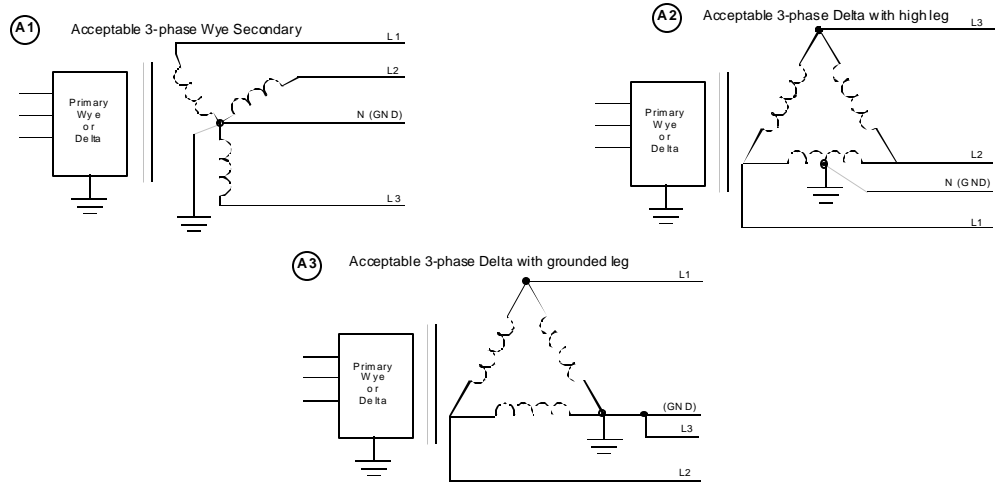 A1
Acceptable 3-phase Wye Secondary
Primary
Wye
or
Delta
L1
L2
N (GND)
L3
A2
Acceptable 3-phase Delta with high leg
Primary
Wye
or
Delta
L3
L2
N (GND)
L1
A3
Acceptable 3-phase Delta with grounded leg
Primary
Wye
or
Delta
L1
(GND)
L3
L2